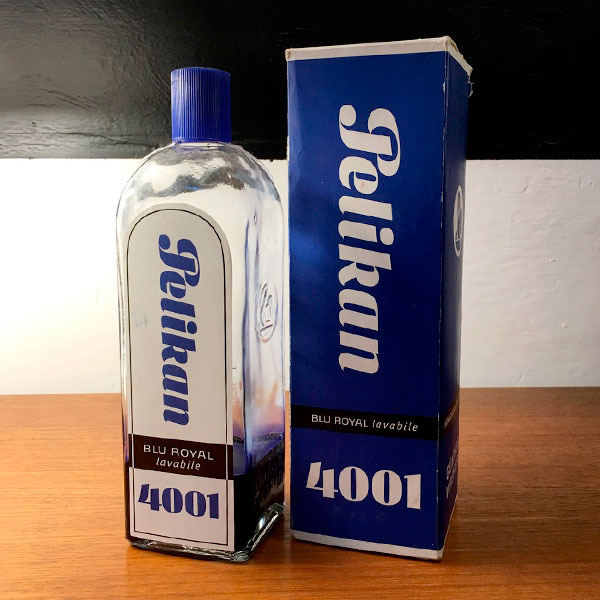 Pelikan
BLU ROYAL
lavabile
4001
Pelikan
BLU ROYAL lavabile
4001